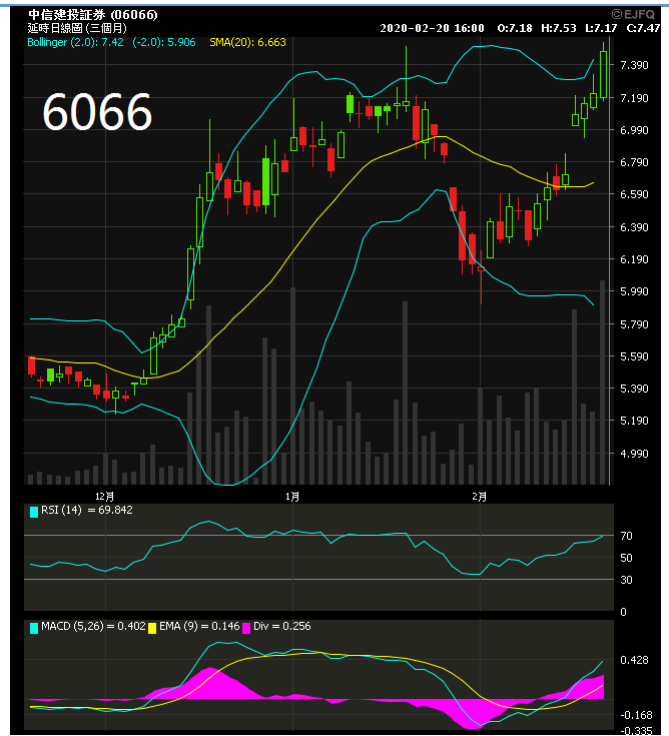 中信建投証券 (06066)
©EJFQ
延時日線圖 (三個月)
2020-02-20 16:00 O:7.18 H:7.53 L:7.17 C:7.47
Bollinger (2.0): 7.42 (-2.0): 5.906 SMA(20): 6.663
6066
7.390
7.190
6.990
6.790
6.590
6.390
6.190
5.990
5.790
5.590
5.390
5.190
4.990
12月 1月 2月
RSI (14) = 69.842
70
50
30
0
MACD (5,26) = 0.402 EMA (9) = 0.146 Div = 0.256
0.428
-0.168
-0.335